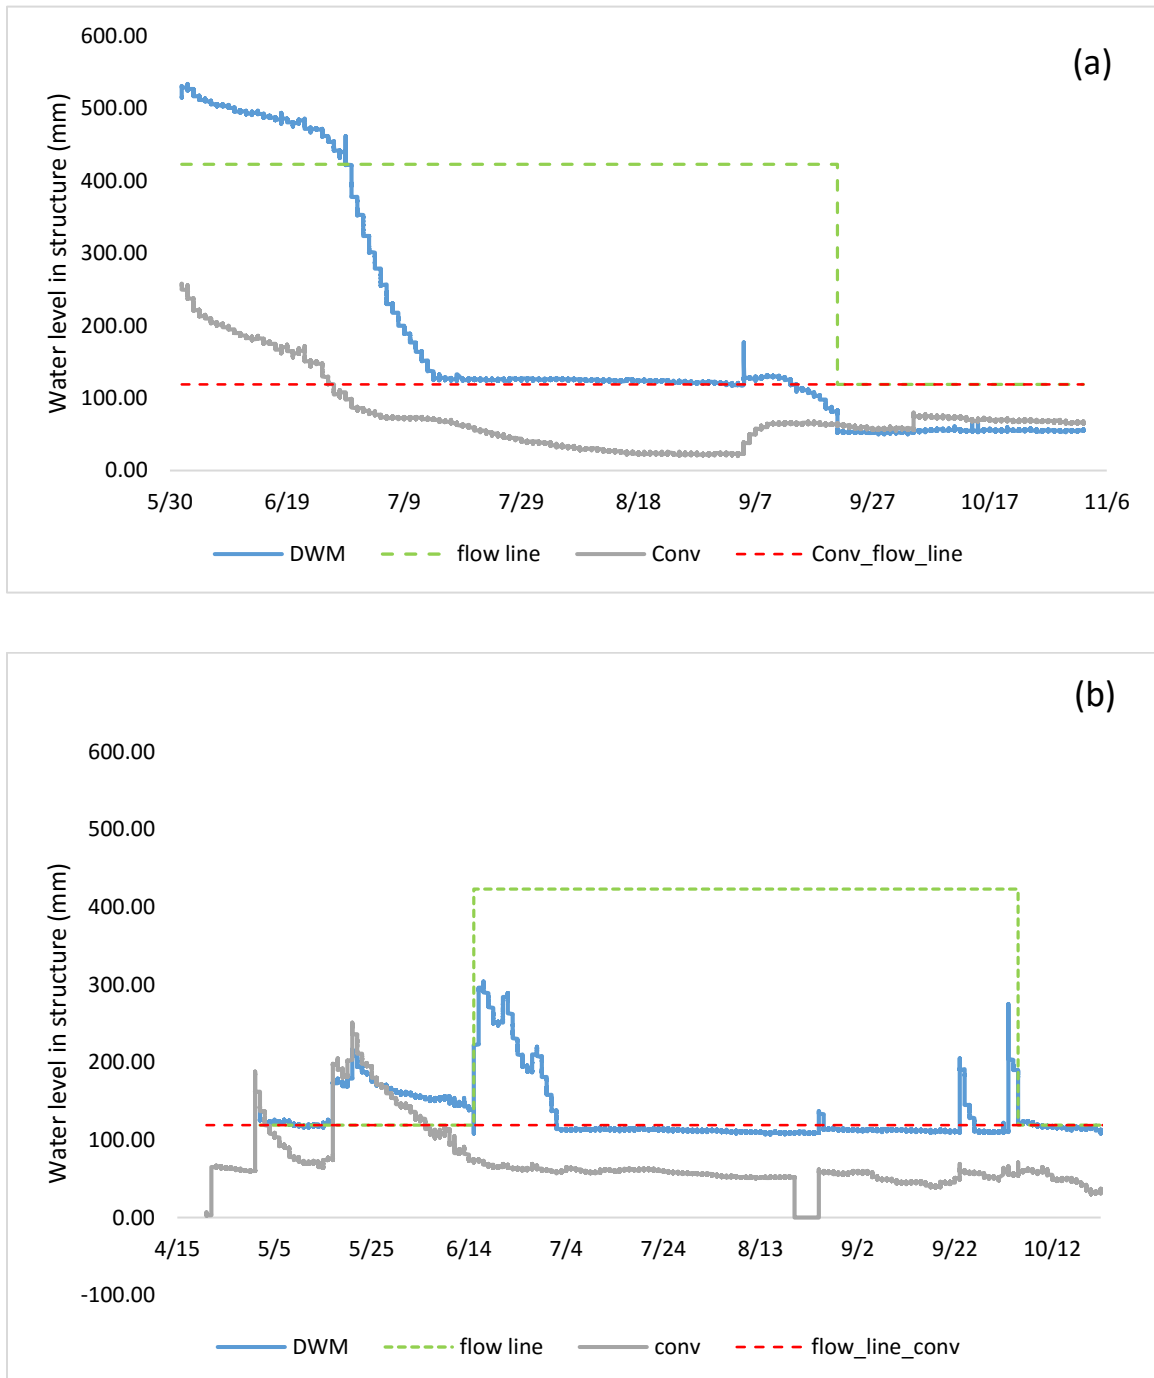 (a)
Water level in structure (mm)
600.00
500.00
400.00
300.00
200.00
100.00
0.00
5/30 6/19 7/9 7/29 8/18 9/7 9/27 10/17 11/6
DWM flow line Conv Conv_flow_line
(b)
Water level in structure (mm)
600.00
500.00
400.00
300.00
200.00
100.00
0.00
4/15 5/5 5/25 6/14 7/4 7/24 8/13 9/2 9/22 10/12
-100.00
DWM flow line conv flow_line_conv